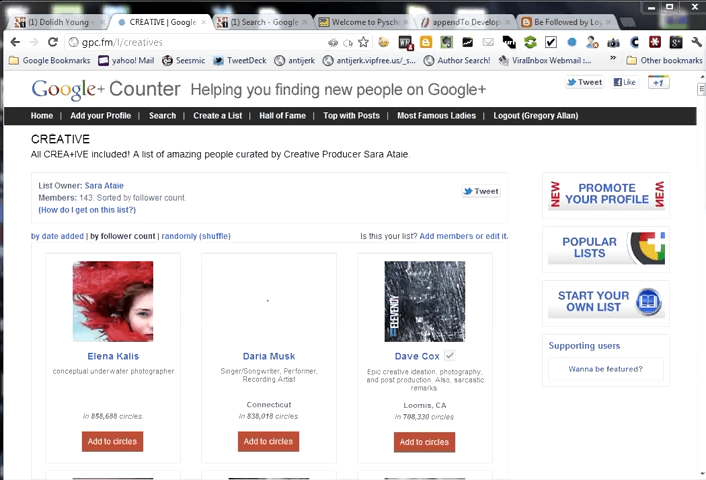 (1) Dolidh Young -
CREATIVE | Google
(1) Search - Google
Welcome to Pysch
appendTo Develop
Be Followed by Lo
gpc.fm/l/creatives
Google Bookmarks
yahoo! Mail
Seesmic
TweetDeck
antijerk
antijerk.vipfree.us/_s...
Author Search!
ViralInbox Webmail :...
»
Other bookmarks
Google+ Counter Helping you finding new people on Google+
Tweet
Like
+1
Home | Add your Profile | Search | Create a List | Hall of Fame | Top with Posts | Most Famous Ladies | Logout (Gregory Allan)
CREATIVE
All CREA+IVE included! A list of amazing people curated by Creative Producer Sara Ataie.
List Owner: Sara Ataie
Members: 143. Sorted by follower count.
(How do I get on this list?)
Tweet
by date added | by follower count | randomly (shuffle)
Is this your list? Add members or edit it.
Elena Kalis
conceptual underwater photographer
In 858,688 circles.
Add to circles
Daria Musk
Singer/Songwriter, Performer,
Recording Artist
Connecticut
In 838,018 circles.
Add to circles
ELEVENDY
Dave Cox
Epic creative ideation, photography,
and post production. Also, sarcastic
remarks.
Loomis, CA
In 708,330 circles.
Add to circles
NEW
PROMOTE
YOUR PROFILE
NEW
POPULAR
LISTS
START YOUR
OWN LIST
Supporting users
Wanna be featured?